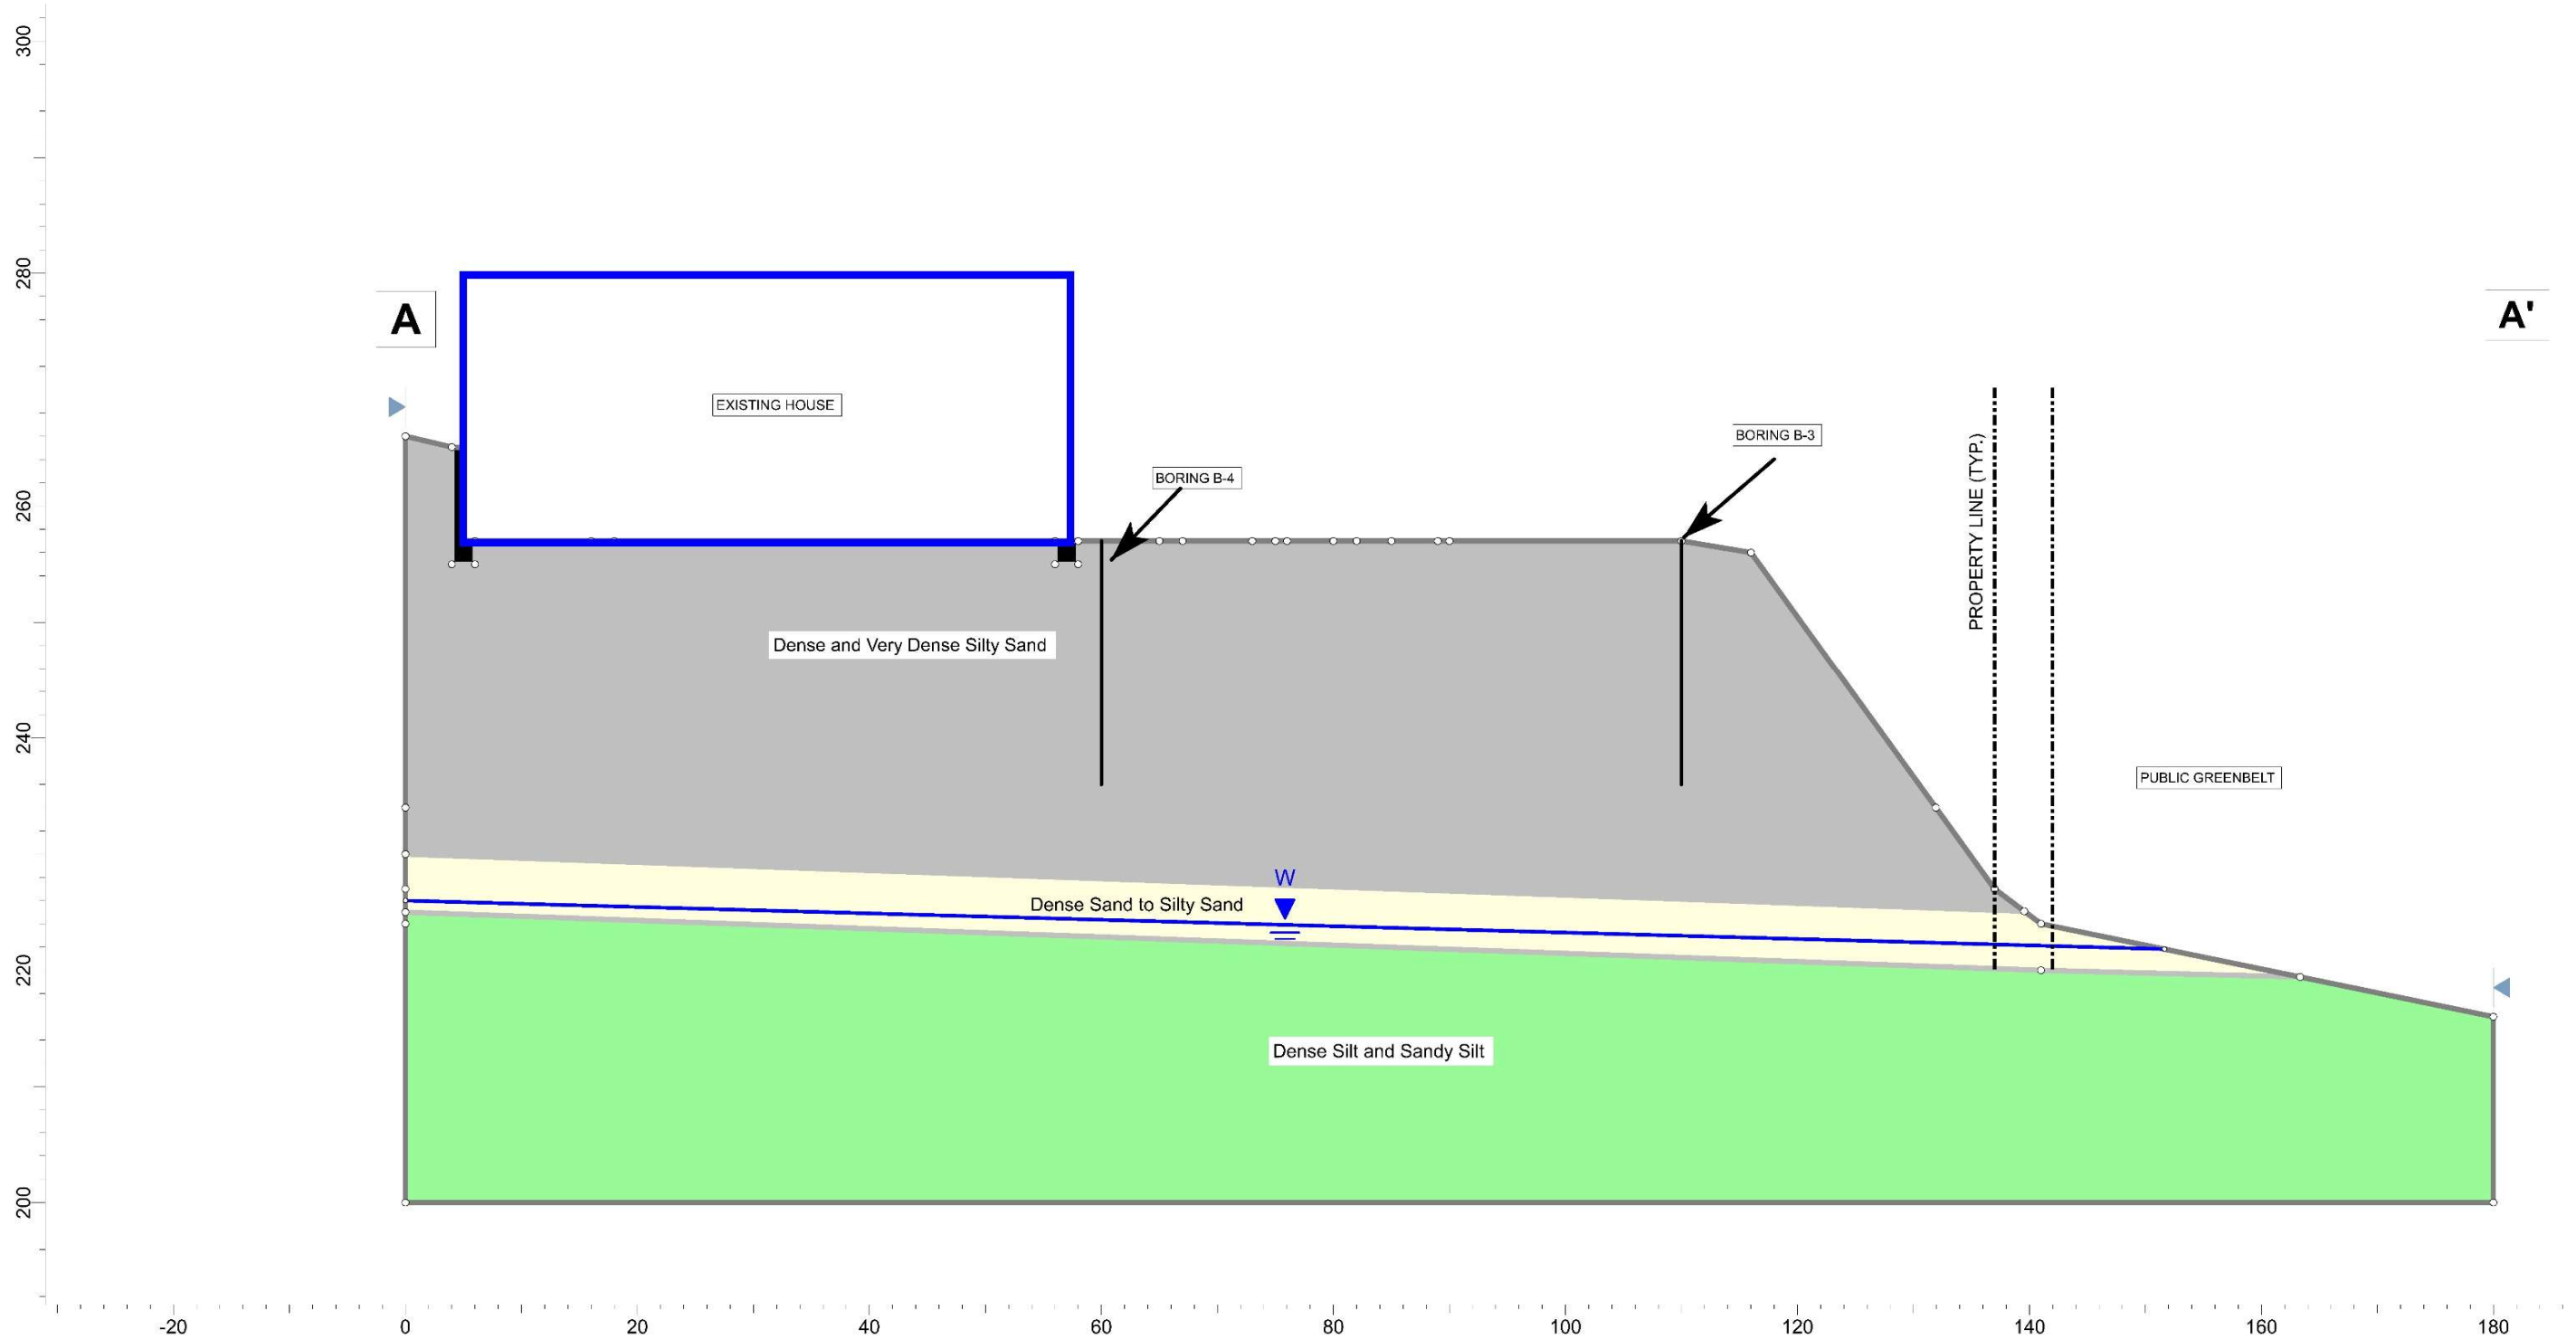 300
280
260
240
220
200
A
A'
EXISTING HOUSE
BORING B-4
BORING B-3
PROPERTY LINE (TYP.)
PUBLIC GREENBELT
Dense and Very Dense Silty Sand
W
Dense Sand to Silty Sand
Dense Silt and Sandy Silt
-20 0 20 40 60 80 100 120 140 160 180